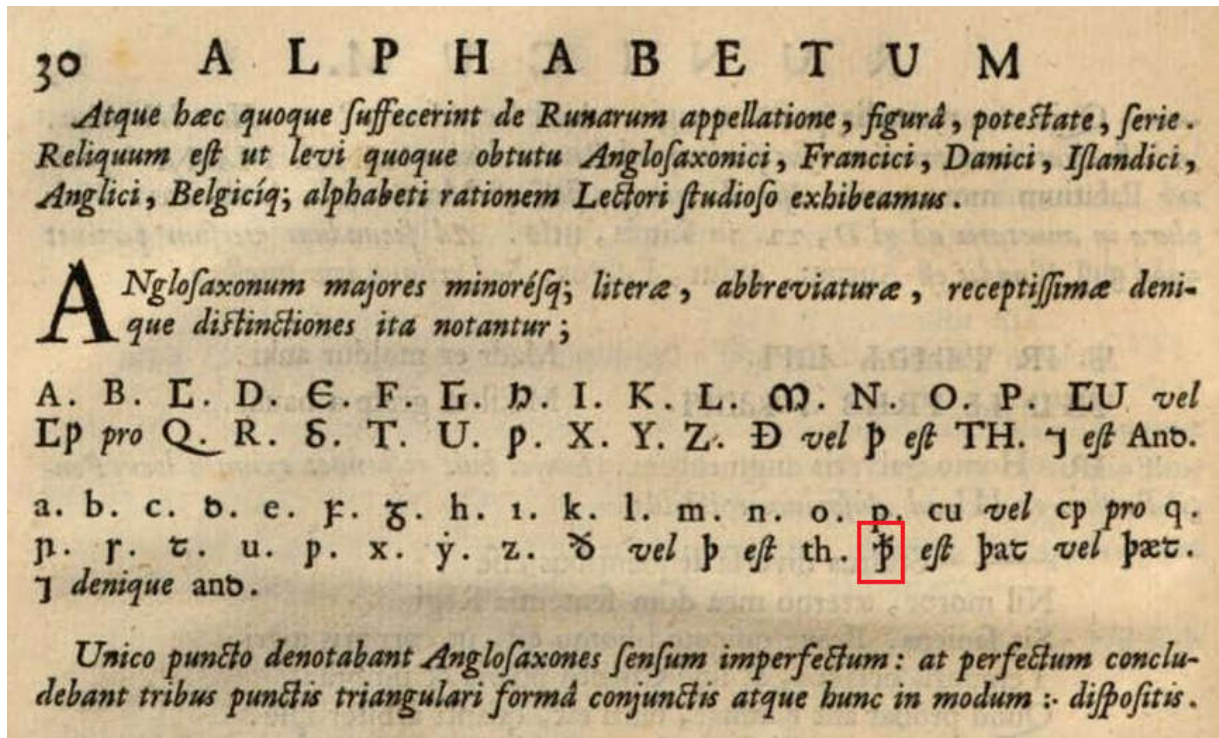 30 ALPHABETUM
Atque hæc quoque ſuffecerint de Runarum appellatione, figurâ, poteſtate, ſerie.
Reliquum eſt ut levi quoque obtutu Angloſaxonici, Francici, Danici, Iſlandici,
Anglici, Belgicíq; alphabeti rationem Lectori ſtudioſo exhibeamus.
ANgloſaxonum majores minoréſq; literæ, abbreviaturæ, receptiſſimæ deni-
que diſtinctiones ita notantur;
A. B. C. D. E. F. G. Һ. I. K. L. M. N. O. P. CU vel
CǷ pro Q. R. S. T. U. Ƿ. X. Y. Z. Ð vel Þ eſt TH. ⁊ eſt Anꝺ.
a. b. c. ꝺ. e. ꝼ. ᵹ. h. ı. k. l. m. n. o. p. cu vel cƿ pro q.
ꞃ. ꞅ. ꞇ. u. ƿ. x. ẏ. z. ð vel þ eſt th. ꝥ eſt þaꞇ vel þæꞇ.
⁊ denique anꝺ.
Unico puncto denotabant Angloſaxones ſenſum imperfectum: at perfectum conclu-
debant tribus punctis triangulari formâ conjunctis atque hunc in modum :· diſpoſitis.